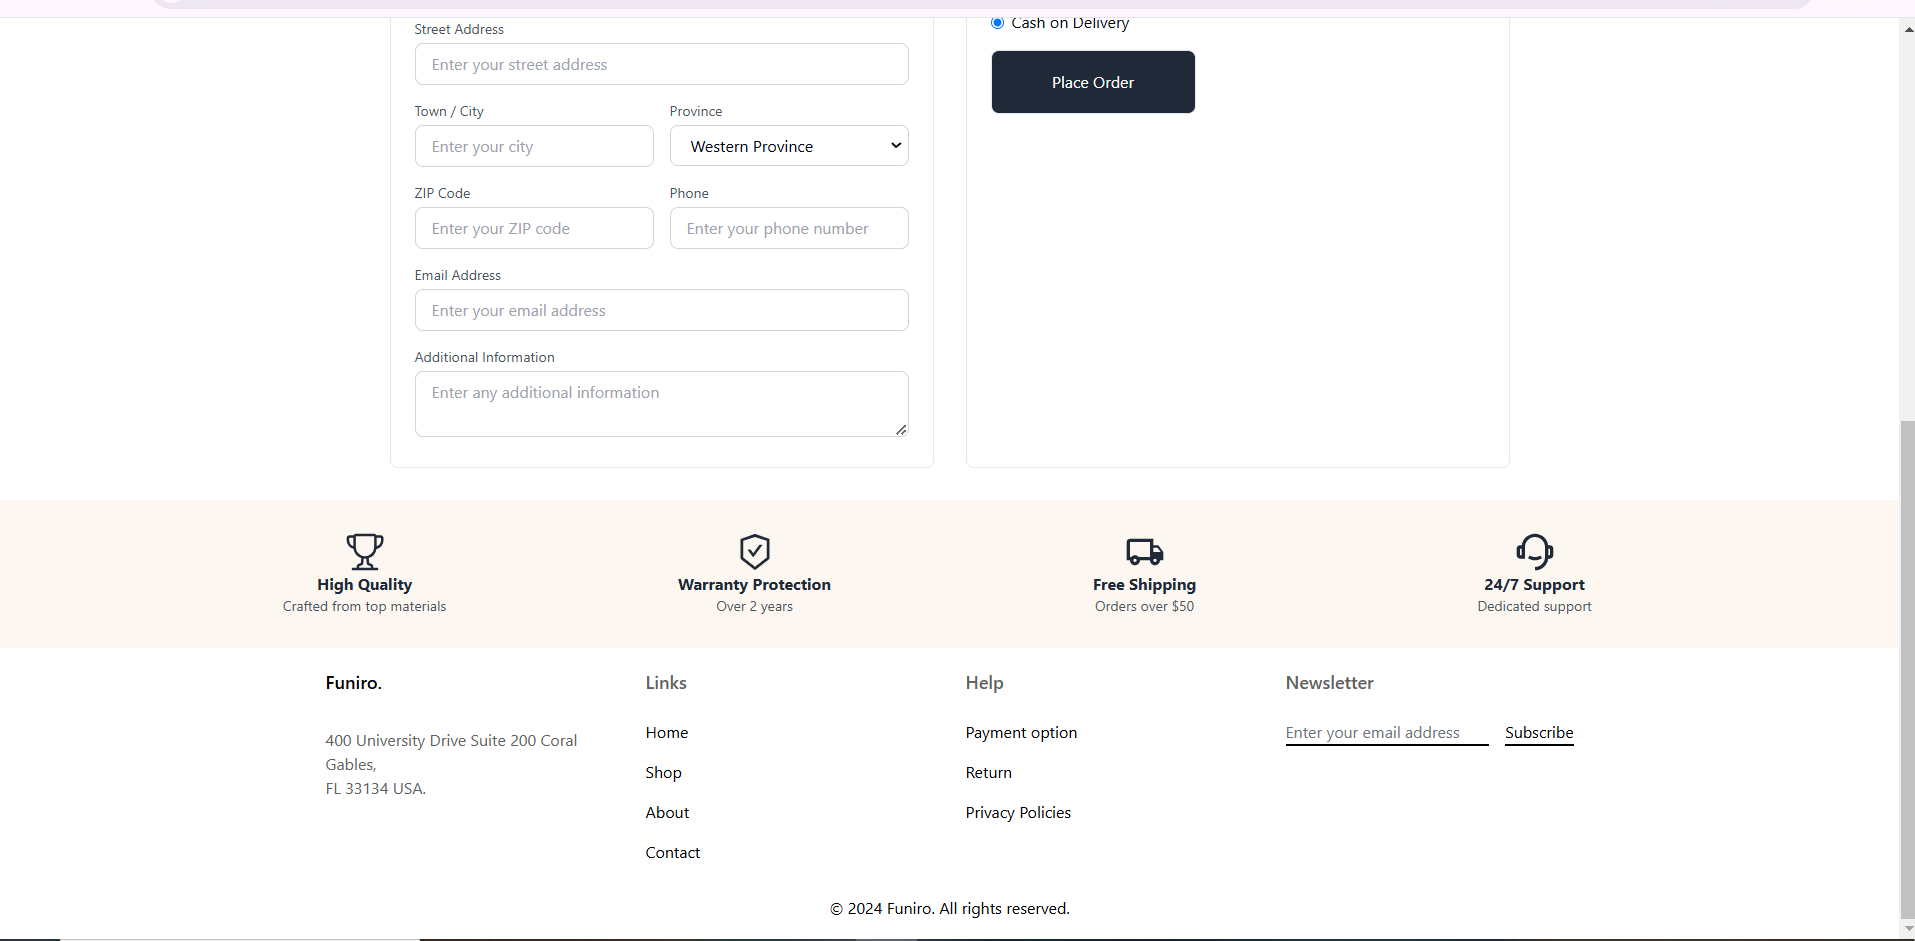 Street Address
Enter your street address
Town / City
Province
Enter your city
Western Province
ZIP Code
Phone
Enter your ZIP code
Enter your phone number
Email Address
Enter your email address
Additional Information
Enter any additional information
Cash on Delivery
Place Order
High Quality
Crafted from top materials
Warranty Protection
Over 2 years
Free Shipping
Orders over $50
24/7 Support
Dedicated support
Funiro.
400 University Drive Suite 200 Coral
Gables,
FL 33134 USA.
Links
Home
Shop
About
Contact
Help
Payment option
Return
Privacy Policies
Newsletter
Enter your email address
Subscribe
© 2024 Funiro. All rights reserved.